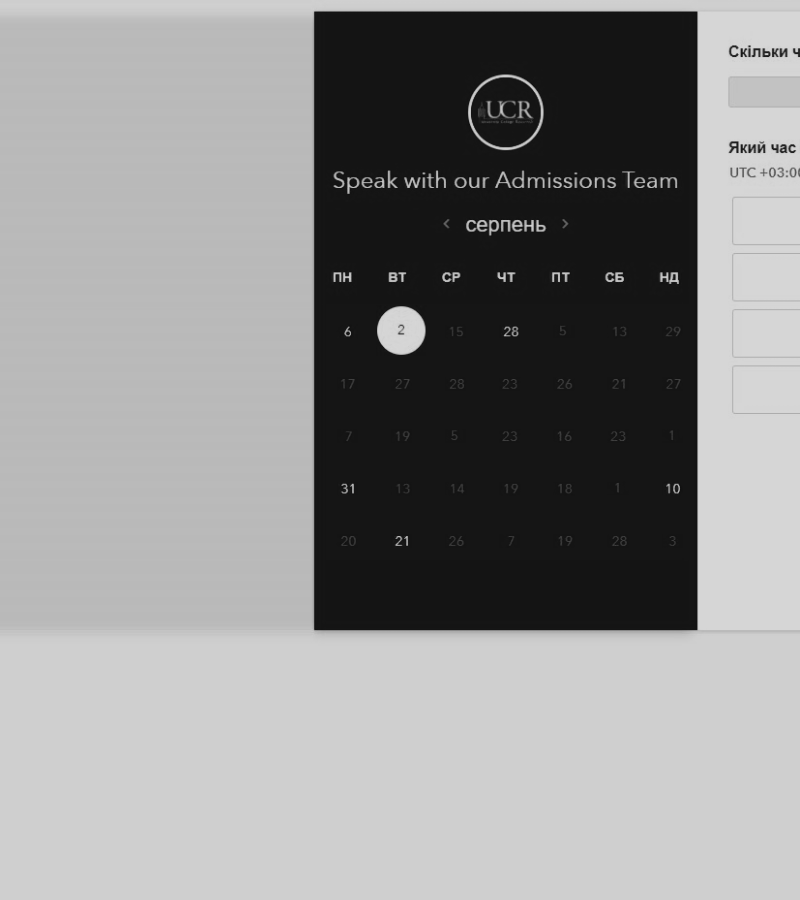 UCR
Speak with our Admissions Team
серпень
ПН ВТ СР ЧТ ПТ СБ НД
6 2 15 28 5 13 29
17 27 28 23 26 21 27
7 19 5 23 16 23 1
31 13 14 19 18 1 10
20 21 26 7 19 28 3
Скільки ч
Який час
UTC +03:00